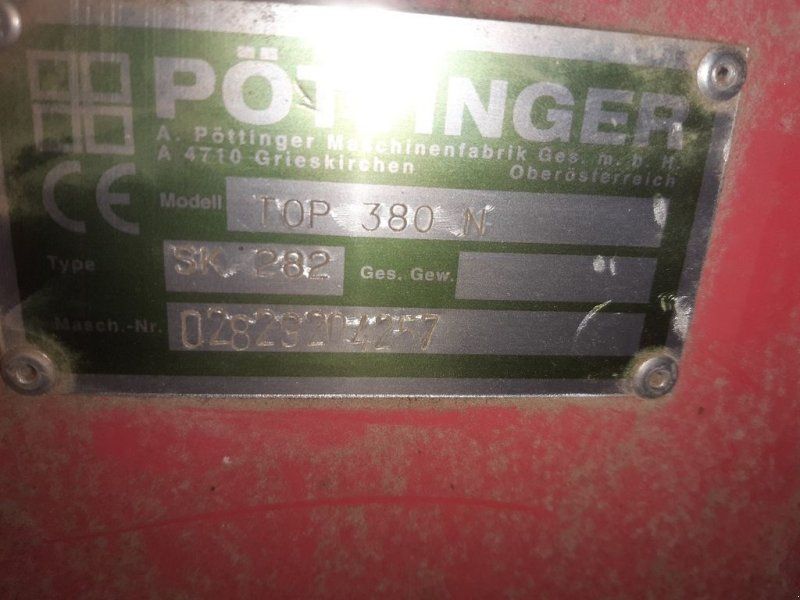 PÖTTINGER
A. Pöttinger Maschinenfabrik Ges. m. b. H.
A 4710 Grieskirchen Oberösterreich
CE Modell TOP 380 N
Type SK 282 Ges. Gew.
Masch.-Nr.